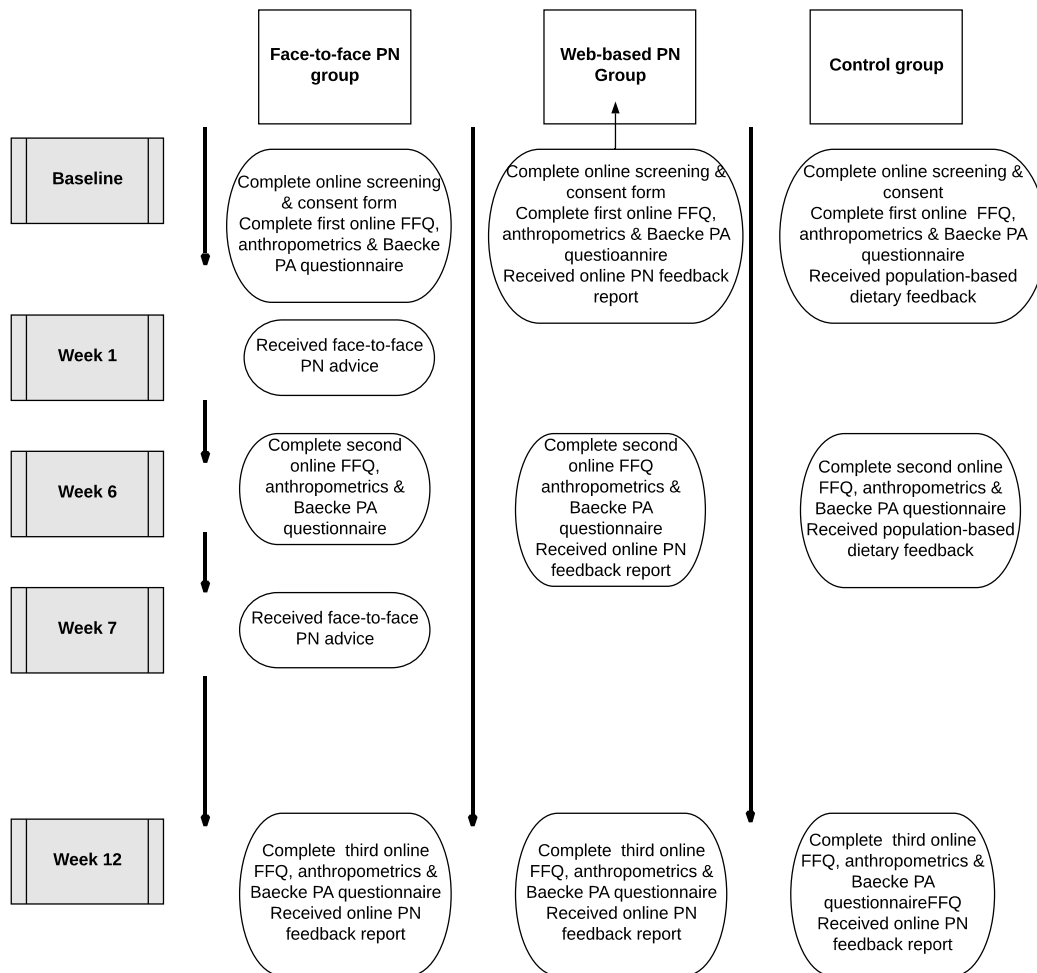 Face-to-face PN
group
Web-based PN
Group
Control group
Baseline
Complete online screening
& consent form
Complete first online FFQ,
anthropometrics & Baecke
PA questionnaire
Complete online screening &
consent form
Complete first online FFQ,
anthropometrics & Baecke PA
questioannire
Received online PN feedback
report
Complete online screening &
consent
Complete first online FFQ,
anthropometrics & Baecke PA
questionnaire
Received population-based
dietary feedback
Week 1
Received face-to-face
PN advice
Week 6
Complete second
online FFQ,
anthropometrics &
Baecke PA
questionnaire
Complete second
online FFQ
anthropometrics &
Baecke PA
questionnaire
Received online PN
feedback report
Complete second online
FFQ, anthropometrics &
Baecke PA questionnaire
Received population-based
dietary feedback
Week 7
Received face-to-face
PN advice
Week 12
Complete third online
FFQ, anthropometrics &
Baecke PA questionnaire
Received online PN
feedback report
Complete third online
FFQ, anthropometrics &
Baecke PA questionnaire
Received online PN
feedback report
Complete third online
FFQ, anthropometrics &
Baecke PA
questionnaireFFQ
Received online PN
feedback report